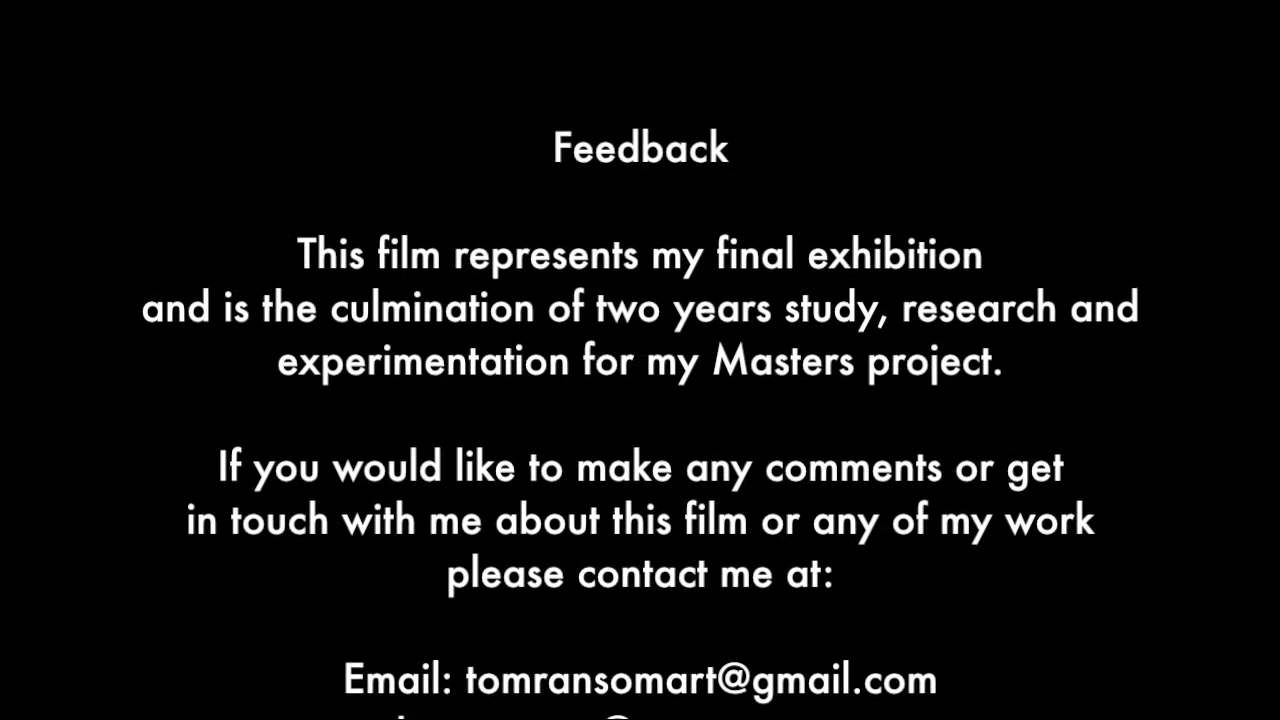 Feedback
This film represents my final exhibition
and is the culmination of two years study, research and
experimentation for my Masters project.
If you would like to make any comments or get
in touch with me about this film or any of my work
please contact me at:
Email: tomransomart@gmail.com